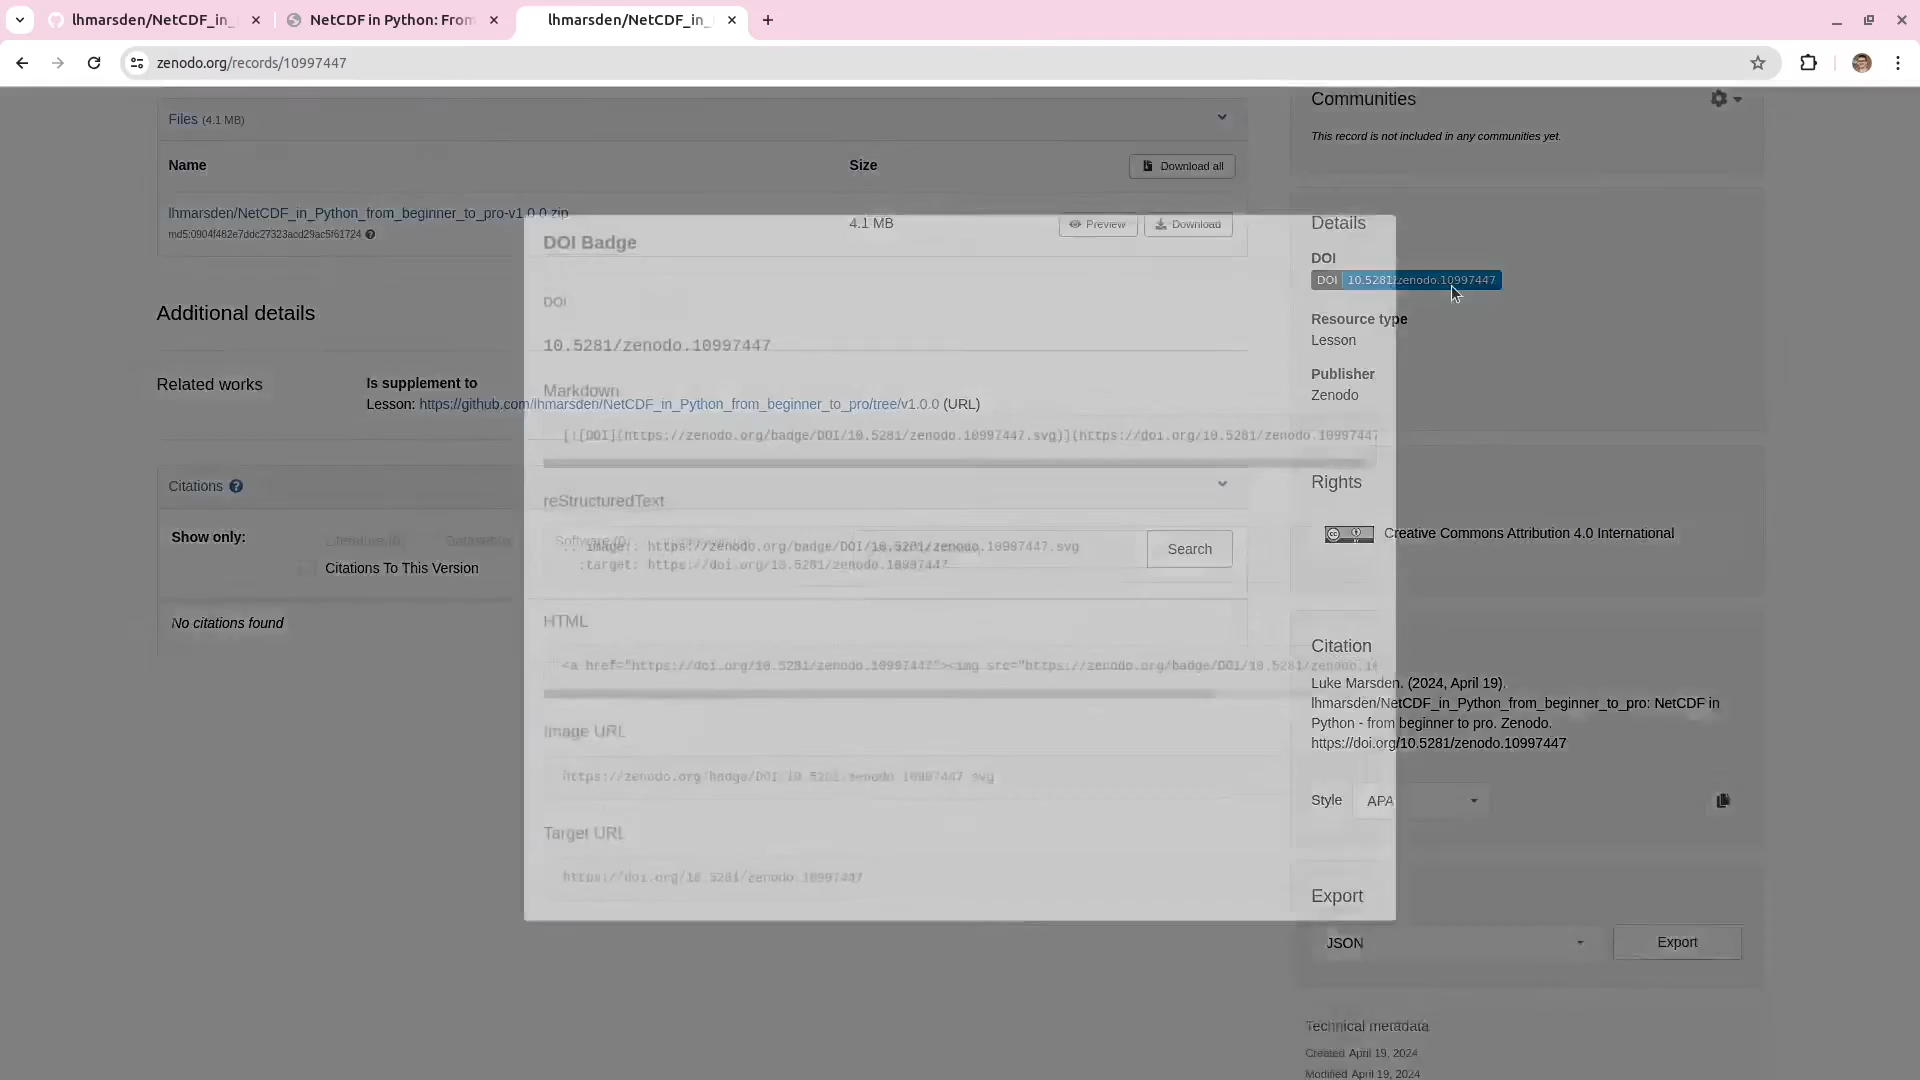 lhmarsden/NetCDF_in_
NetCDF in Python: From
lhmarsden/NetCDF_in_
zenodo.org/records/10997447
Files (4.1 MB)
Name
Size
Download all
lhmarsden/NetCDF_in_Python_from_beginner_to_pro-v1.0.0.zip
4.1 MB
Preview
Download
Additional details
Related works
Is supplement to
Lesson: https://github.com/lhmarsden/NetCDF_in_Python_from_beginner_to_pro/tree/v1.0.0 (URL)
Citations
Show only:
Literature (0)
Software (0)
Citations To This Version
Search
No citations found
DOI Badge
DOI
10.5281/zenodo.10997447
Markdown
[![DOI](https://zenodo.org/badge/DOI/10.5281/zenodo.10997447.svg)](https://doi.org/10.5281/zenodo.10997447
reStructuredText
.. image:: https://zenodo.org/badge/DOI/10.5281/zenodo.10997447.svg
:target: https://doi.org/10.5281/zenodo.10997447
HTML
<a href="https://doi.org/10.5281/zenodo.10997447"><img src="https://zenodo.org/badge/DOI/10.5281/zenodo.10
Image URL
https://zenodo.org/badge/DOI/10.5281/zenodo.10997447.svg
Target URL
https://doi.org/10.5281/zenodo.10997447
Communities
This record is not included in any communities yet.
Details
DOI
DOI 10.5281/zenodo.10997447
Resource type
Lesson
Publisher
Zenodo
Rights
Creative Commons Attribution 4.0 International
Citation
Luke Marsden. (2024, April 19).
lhmarsden/NetCDF_in_Python_from_beginner_to_pro: NetCDF in
Python - from beginner to pro. Zenodo.
https://doi.org/10.5281/zenodo.10997447
Style
APA
Export
JSON
Export
Technical metadata
Created April 19, 2024
Modified April 19, 2024